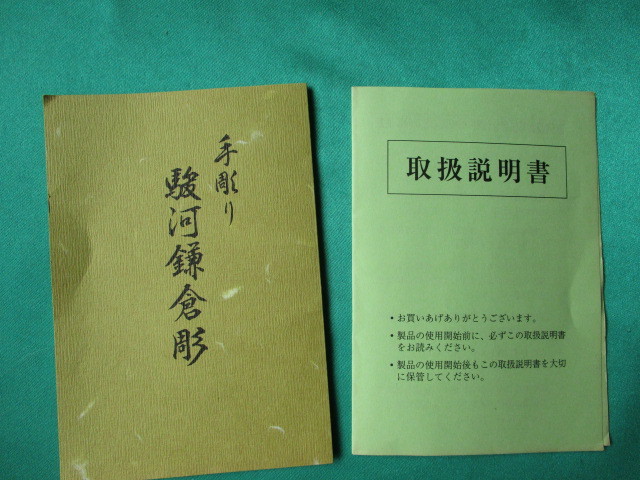 手彫り
駿河鎌倉彫
取扱説明書
・お買いあげありがとうございます。
・製品の使用開始前に、必ずこの取扱説明書
をお読みください。
・製品の使用開始後もこの取扱説明書を大切
に保管してください。